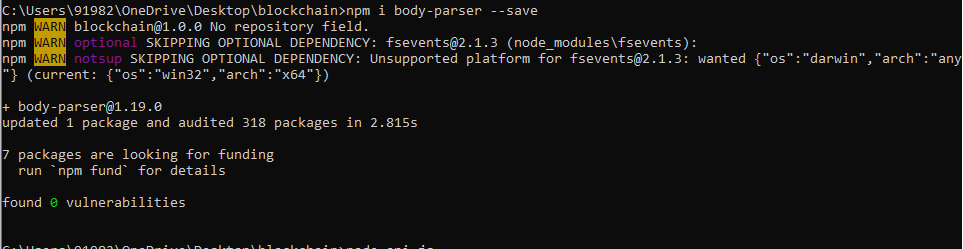 C:\Users\91982\OneDrive\Desktop\blockchain>npm i body-parser --save
npm WARN blockchain@1.0.0 No repository field.
npm WARN optional SKIPPING OPTIONAL DEPENDENCY: fsevents@2.1.3 (node_modules\fsevents):
npm WARN notsup SKIPPING OPTIONAL DEPENDENCY: Unsupported platform for fsevents@2.1.3: wanted {"os":"darwin","arch":"any
"} (current: {"os":"win32","arch":"x64"})
+ body-parser@1.19.0
updated 1 package and audited 318 packages in 2.815s
7 packages are looking for funding
run `npm fund` for details
found 0 vulnerabilities
C:\Users\91982\OneDrive\Desktop\blockchain>node